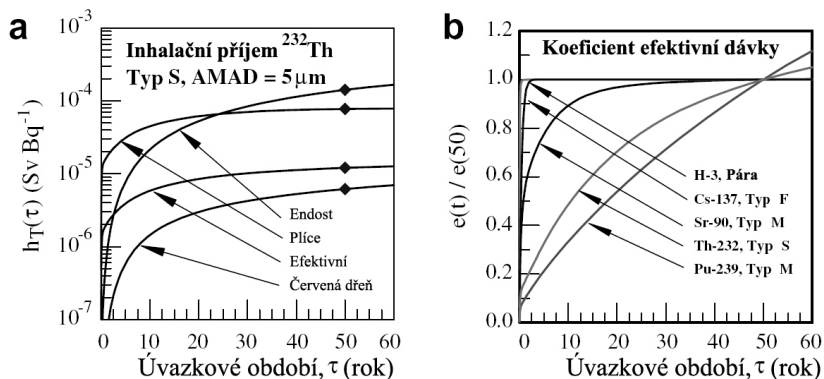 a
Inhalační příjem ²³²Th
Typ S, AMAD = 5 μm
h_T(τ) (Sv Bq⁻¹)
10⁻³
10⁻⁴
10⁻⁵
10⁻⁶
10⁻⁷
Endost
Plíce
Efektivní
Červená dřeň
0 10 20 30 40 50 60
Úvazkové období, τ (rok)
b
Koeficient efektivní dávky
e(t) / e(50)
1.2
1.0
0.8
0.6
0.4
0.2
0.0
H-3, Pára
Cs-137, Typ F
Sr-90, Typ M
Th-232, Typ S
Pu-239, Typ M
0 10 20 30 40 50 60
Úvazkové období, τ (rok)